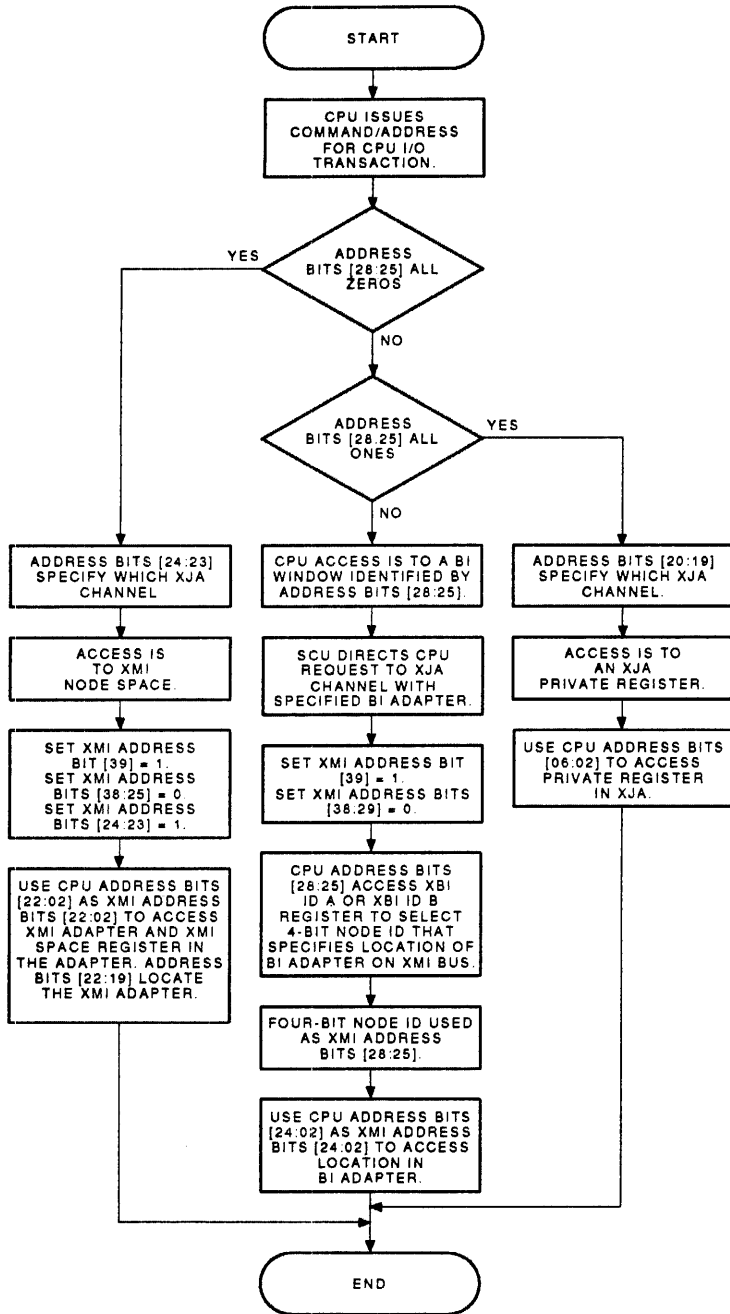 START
CPU ISSUES
COMMAND/ADDRESS
FOR CPU I/O
TRANSACTION.
YES
ADDRESS
BITS [28:25] ALL
ZEROS
NO
ADDRESS
BITS [28.25] ALL
ONES
YES
NO
ADDRESS BITS [24:23]
SPECIFY WHICH XJA
CHANNEL
ACCESS IS
TO XMI
NODE SPACE.
SET XMI ADDRESS
BIT [39] = 1.
SET XMI ADDRESS
BITS [38:25] = 0.
SET XMI ADDRESS
BITS [24:23] = 1.
USE CPU ADDRESS BITS
[22:02] AS XMI ADDRESS
BITS [22:02] TO ACCESS
XMI ADAPTER AND XMI
SPACE REGISTER IN
THE ADAPTER. ADDRESS
BITS [22:19] LOCATE
THE XMI ADAPTER.
CPU ACCESS IS TO A BI
WINDOW IDENTIFIED BY
ADDRESS BITS [28:25].
SCU DIRECTS CPU
REQUEST TO XJA
CHANNEL WITH
SPECIFIED BI ADAPTER.
SET XMI ADDRESS BIT
[39] = 1.
SET XMI ADDRESS BITS
[38:29] = 0.
CPU ADDRESS BITS
[28:25] ACCESS XBI
ID A OR XBI ID B
REGISTER TO SELECT
4-BIT NODE ID THAT
SPECIFIES LOCATION OF
BI ADAPTER ON XMI BUS.
FOUR-BIT NODE ID USED
AS XMI ADDRESS
BITS [28:25].
USE CPU ADDRESS BITS
[24:02] AS XMI ADDRESS
BITS [24:02] TO ACCESS
LOCATION IN
BI ADAPTER.
ADDRESS BITS [20:19]
SPECIFY WHICH XJA
CHANNEL.
ACCESS IS TO
AN XJA
PRIVATE REGISTER.
USE CPU ADDRESS BITS
[06:02] TO ACCESS
PRIVATE REGISTER
IN XJA.
END